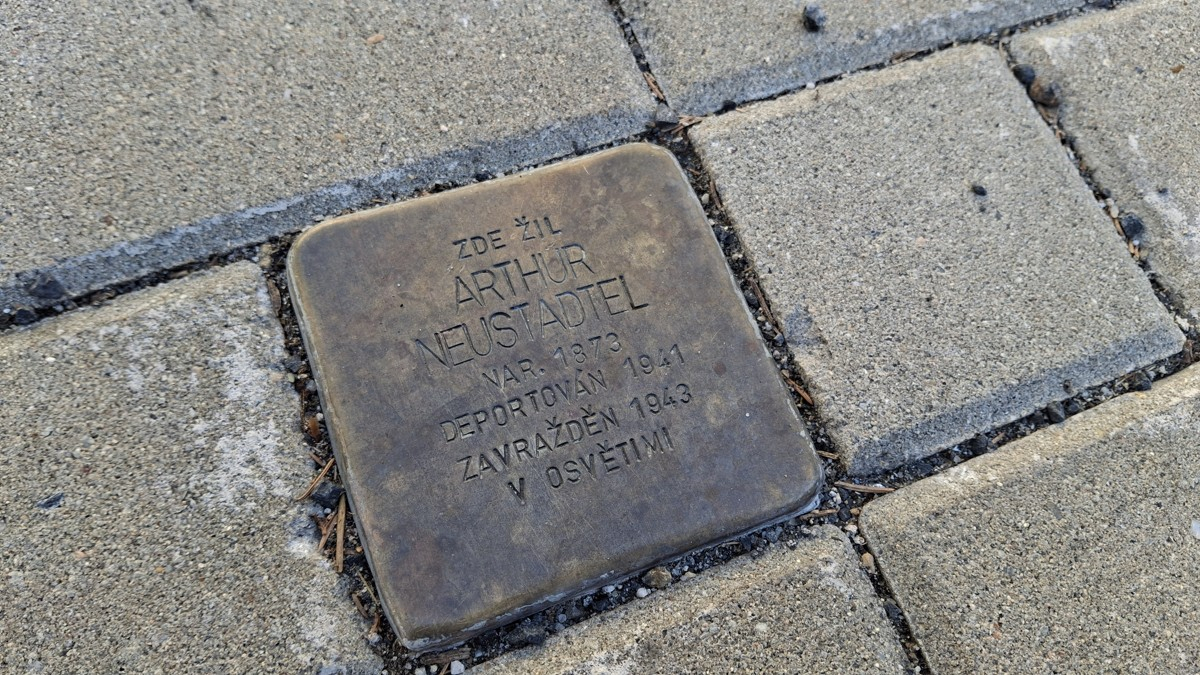 ZDE ŽIL
ARTHUR
NEUSTADTEL
NAR. 1873
DEPORTOVÁN 1941
ZAVRAŽDĚN 1943
V OSVĚTIMI